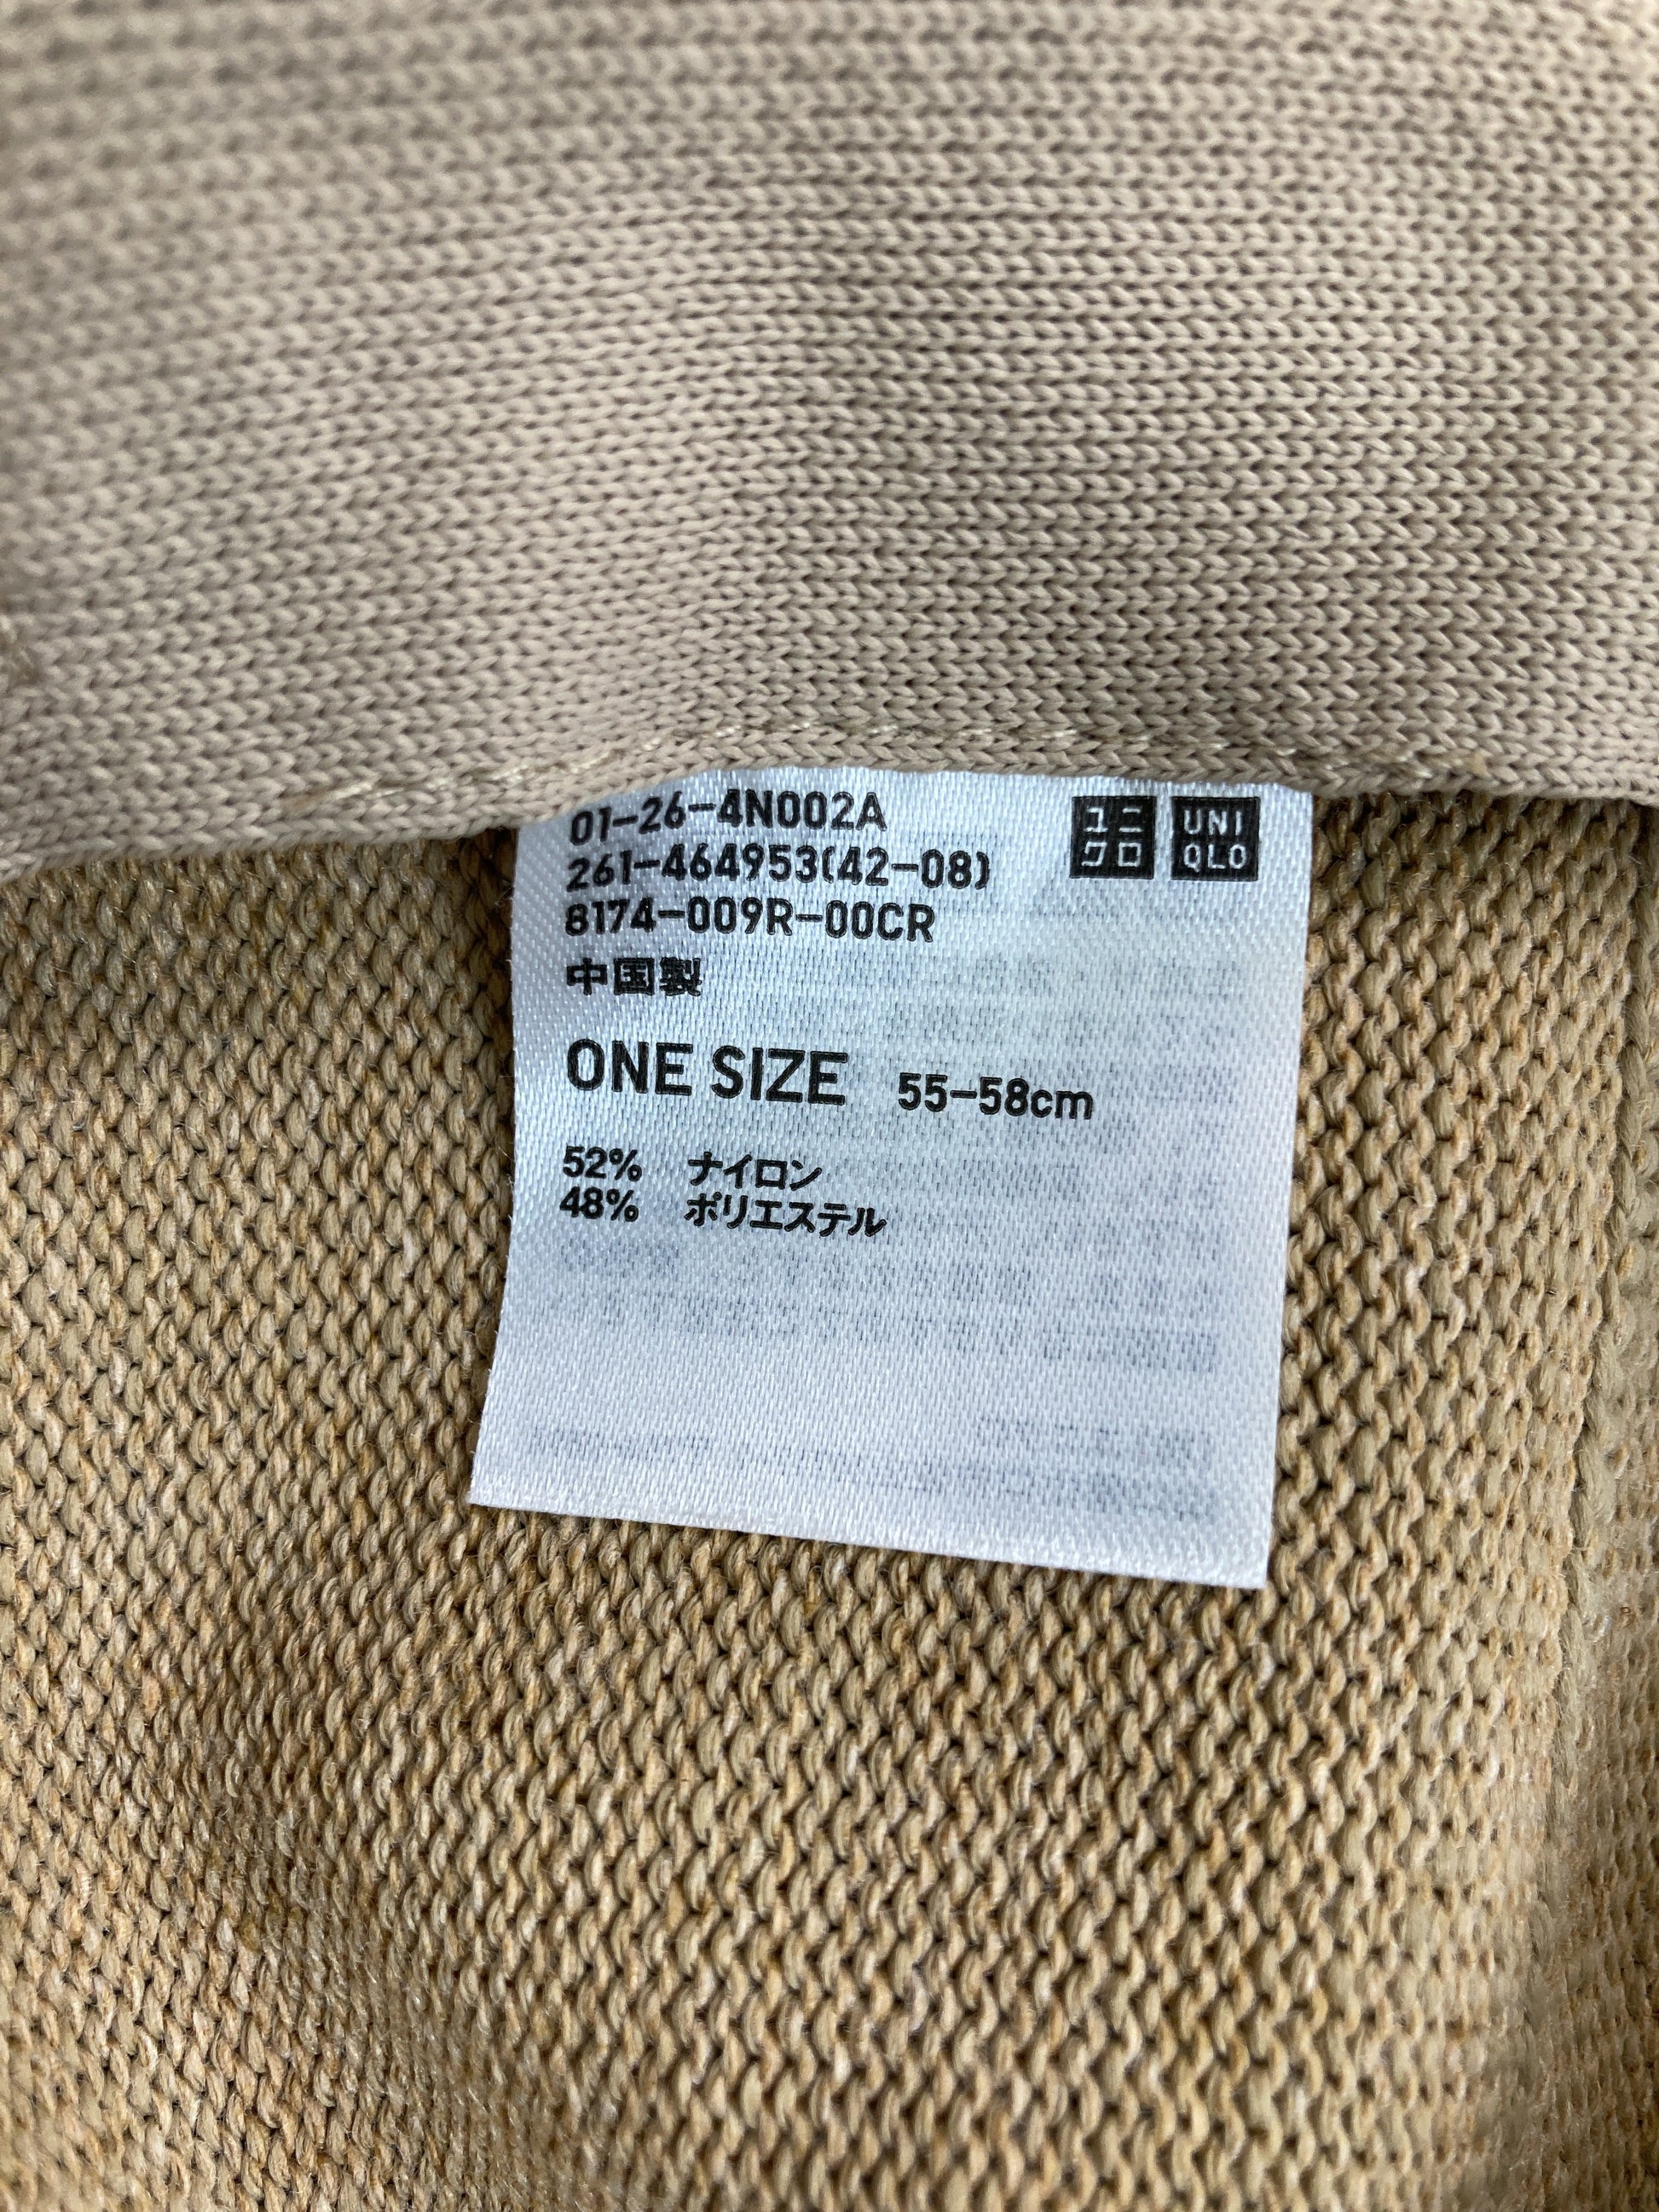 01-26-4N002A
261-464953(42-08)
8174-009R-00CR
ユニ
クロ
UNI
QLO
中国製
ONE SIZE 55-58cm
52% ナイロン
48% ポリエステル